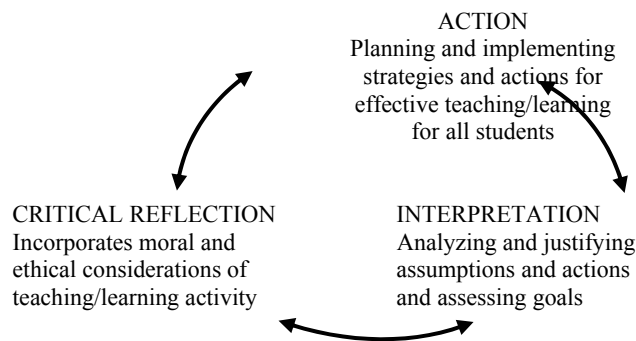 ACTION
Planning and implementing
strategies and actions for
effective teaching/learning
for all students
CRITICAL REFLECTION
Incorporates moral and
ethical considerations of
teaching/learning activity
INTERPRETATION
Analyzing and justifying
assumptions and actions
and assessing goals